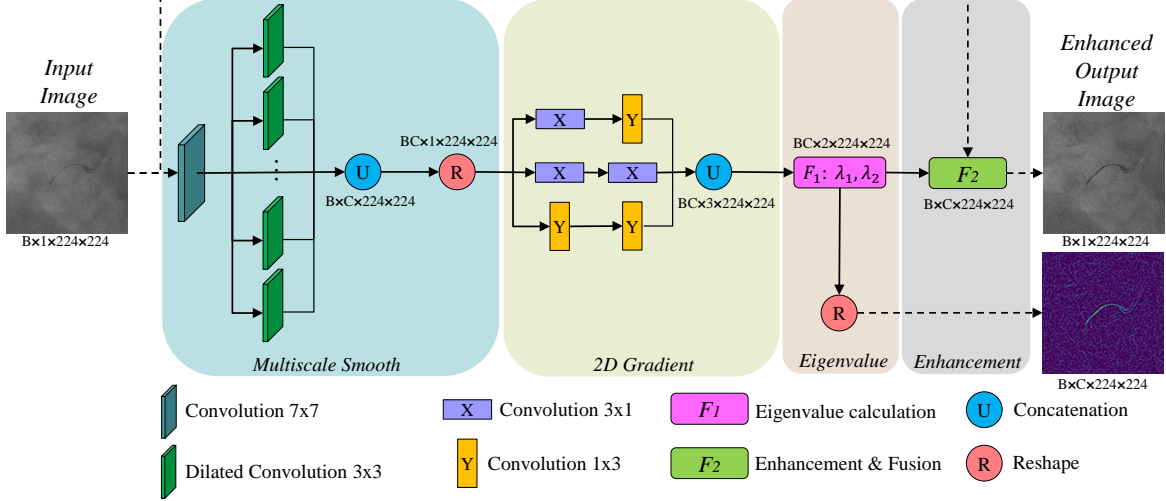 Input
Image
B×1×224×224
⋮
U
B×C×224×224
BC×1×224×224
R
Multiscale Smooth
X
Y
X
X
Y
Y
U
BC×3×224×224
2D Gradient
BC×2×224×224
F1: λ1, λ2
R
Eigenvalue
F2
B×C×224×224
Enhancement
Enhanced
Output
Image
B×1×224×224
B×C×224×224
Convolution 7x7
X Convolution 3x1
F1 Eigenvalue calculation
U Concatenation
Dilated Convolution 3x3
Y Convolution 1x3
F2 Enhancement & Fusion
R Reshape